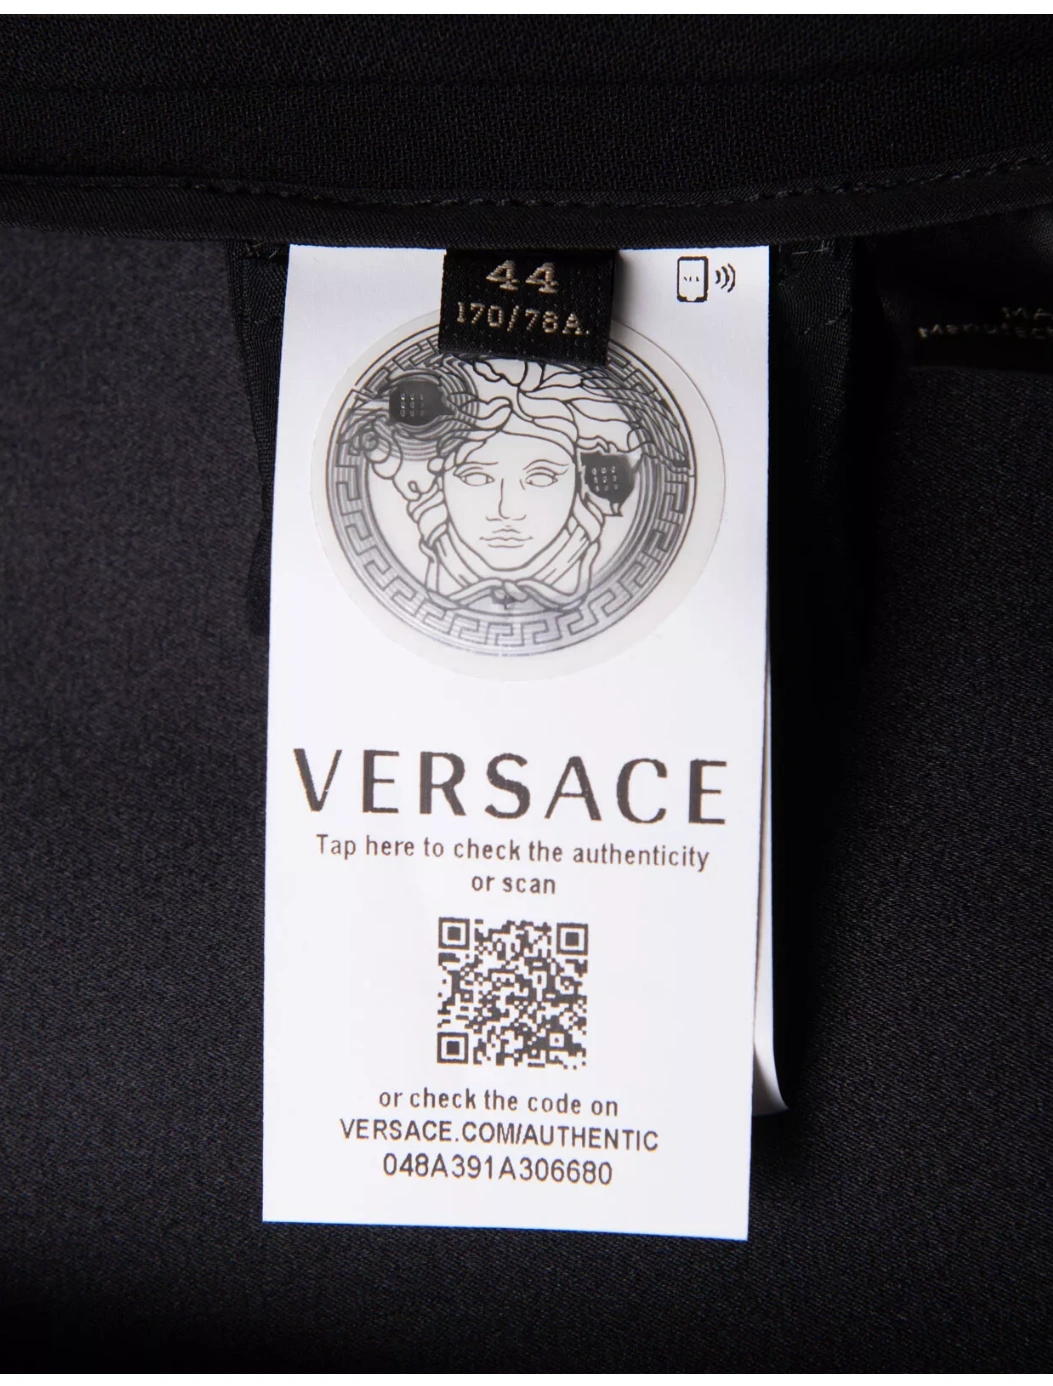 44
170/78A.
VERSACE
Tap here to check the authenticity
or scan
or check the code on
VERSACE.COM/AUTHENTIC
048A391A306680